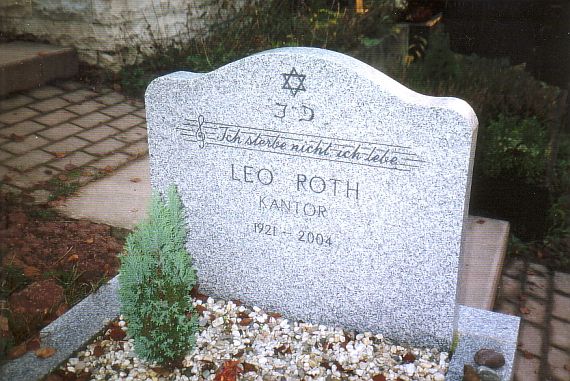 פ נ
Ich sterbe nicht ich lebe
LEO ROTH
KANTOR
1921 – 2004